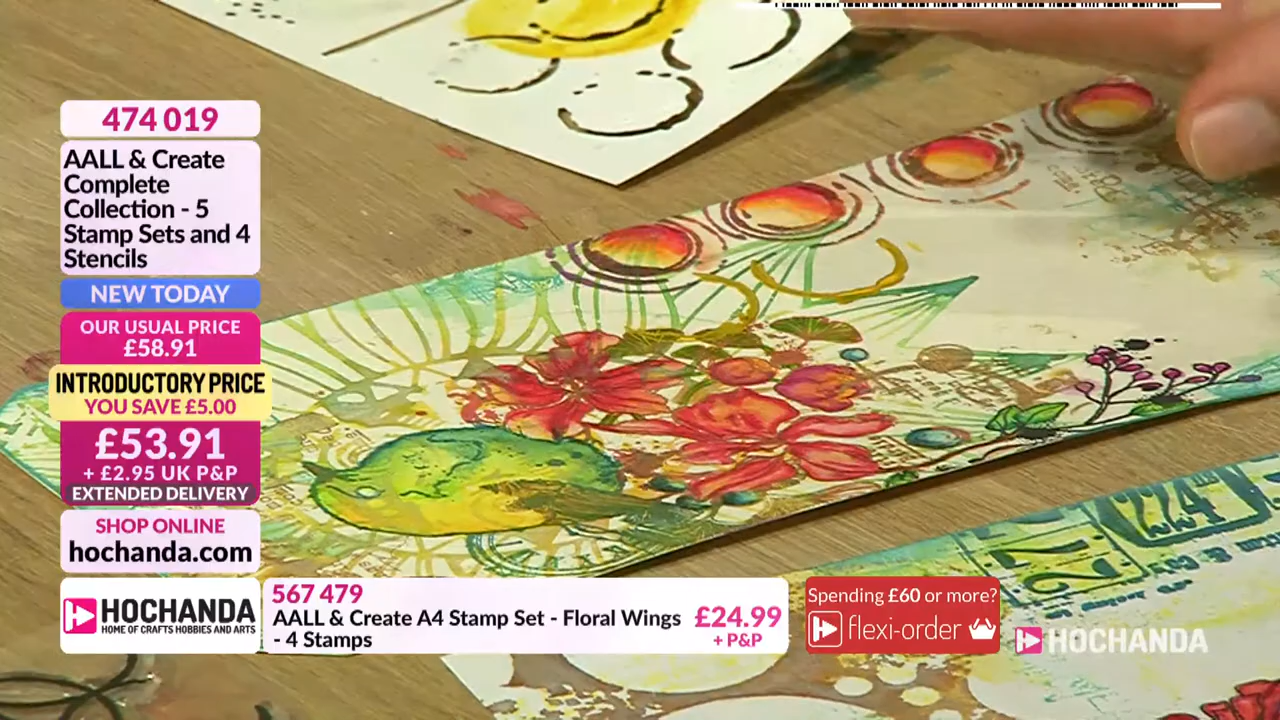 474 019
AALL & Create
Complete
Collection - 5
Stamp Sets and 4
Stencils
NEW TODAY
OUR USUAL PRICE
£58.91
INTRODUCTORY PRICE
YOU SAVE £5.00
£53.91
+ £2.95 UK P&P
EXTENDED DELIVERY
SHOP ONLINE
hochanda.com
HOCHANDA
HOME OF CRAFTS HOBBIES AND ARTS
567 479
AALL & Create A4 Stamp Set - Floral Wings
- 4 Stamps
£24.99
+ P&P
Spending £60 or more?
flexi-order
HOCHANDA